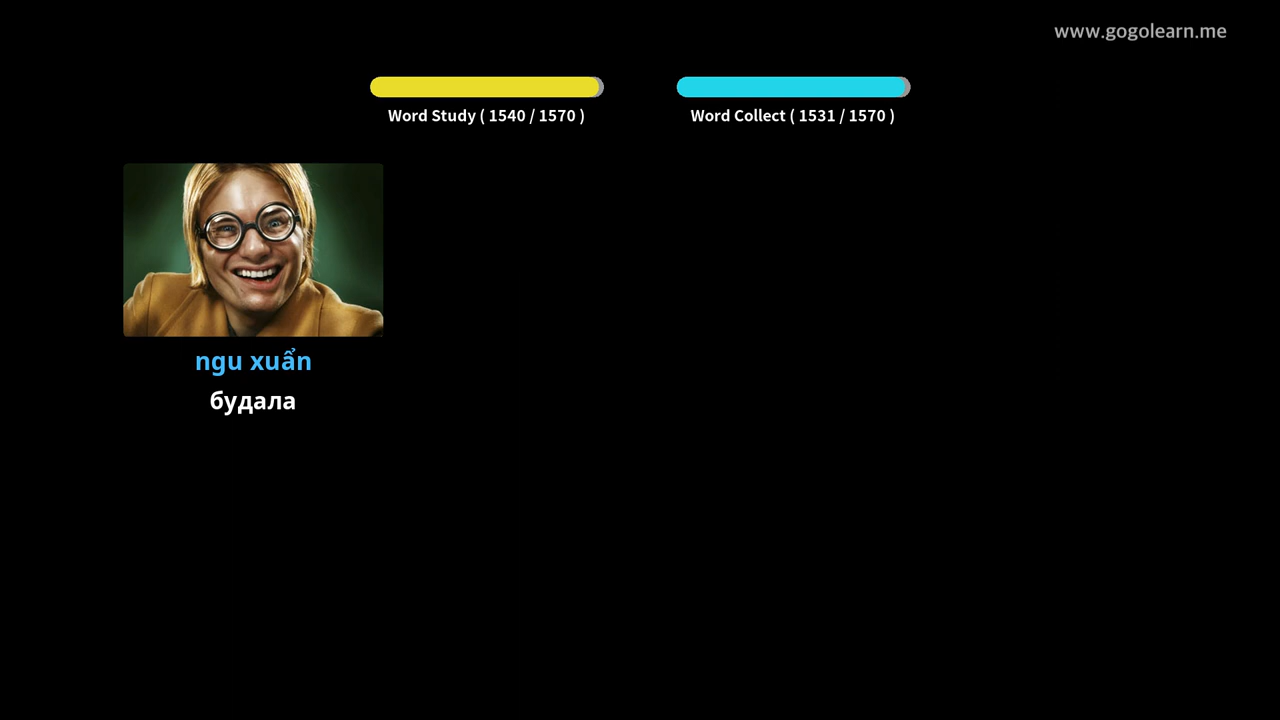 www.gogolearn.me
Word Study ( 1540 / 1570 )
Word Collect ( 1531 / 1570 )
ngu xuẩn
будала